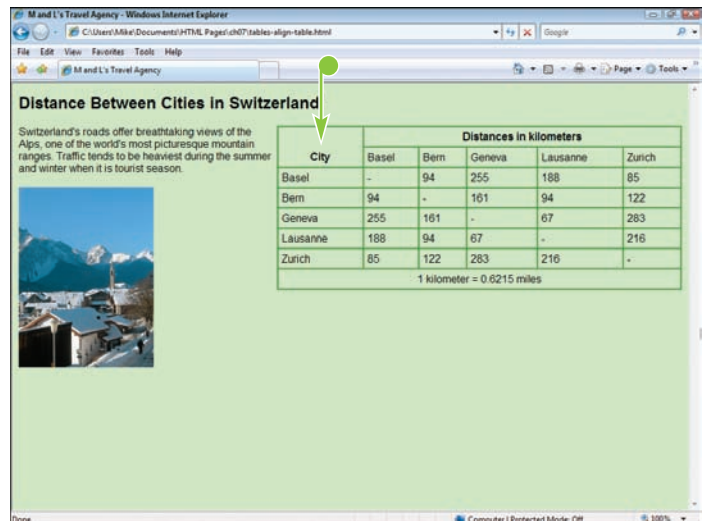 M and L's Travel Agency - Windows Internet Explorer
C:\Users\Mike\Documents\HTML Pages\ch07\tables-align-table.html
Google
File Edit View Favorites Tools Help
M and L's Travel Agency
Page Tools
Distance Between Cities in Switzerland
Switzerland's roads offer breathtaking views of the
Alps, one of the world's most picturesque mountain
ranges. Traffic tends to be heaviest during the summer
and winter when it is tourist season.
Distances in kilometers
City Basel Bern Geneva Lausanne Zurich
Basel - 94 255 188 85
Bern 94 - 161 94 122
Geneva 255 161 - 67 283
Lausanne 188 94 67 - 216
Zurich 85 122 283 216 -
1 kilometer = 0.6215 miles
Done
Computer | Protected Mode: Off
100%